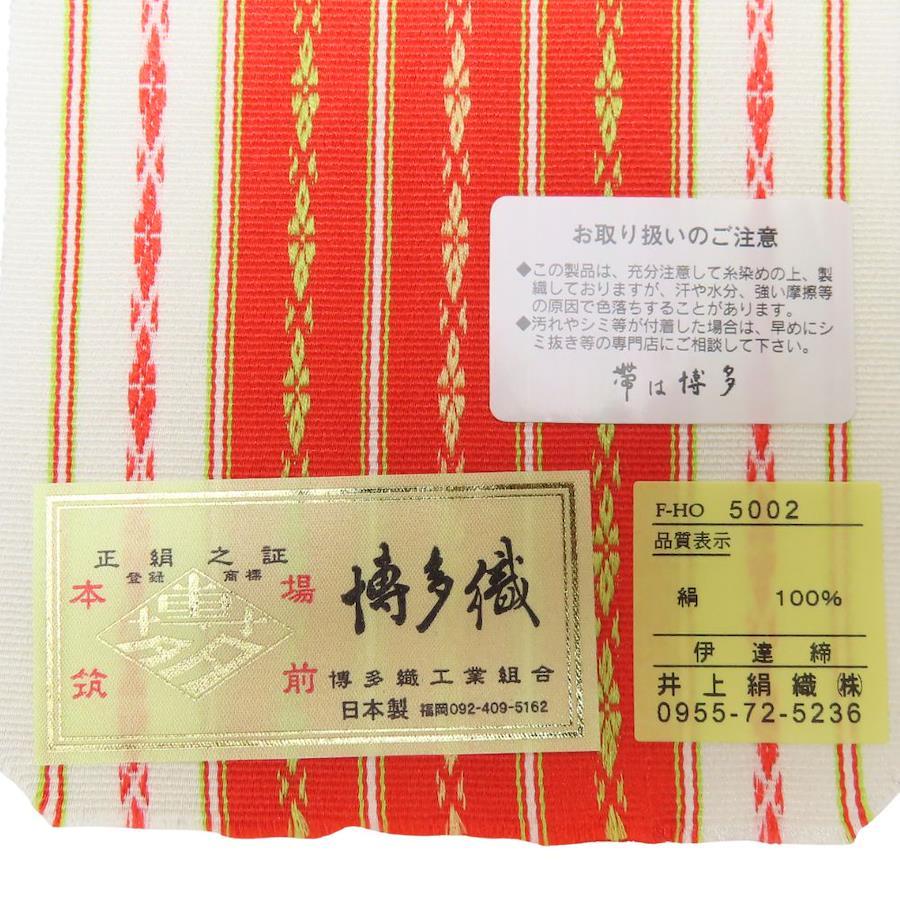 お取り扱いのご注意
◆この製品は、充分注意して糸染めの上、製
織しておりますが、汗や水分、強い摩擦等
の原因で色落ちすることがあります。
◆汚れやシミ等が付着した場合は、早めにシ
ミ抜き等の専門店にご相談して下さい。
帯は博多
正絹之証
登録 商標
本場
筑前
博多織
博多織工業組合
日本製 福岡092-409-5162
F-HO 5002
品質表示
絹 100%
伊達締
井上絹織㈱
0955-72-5236